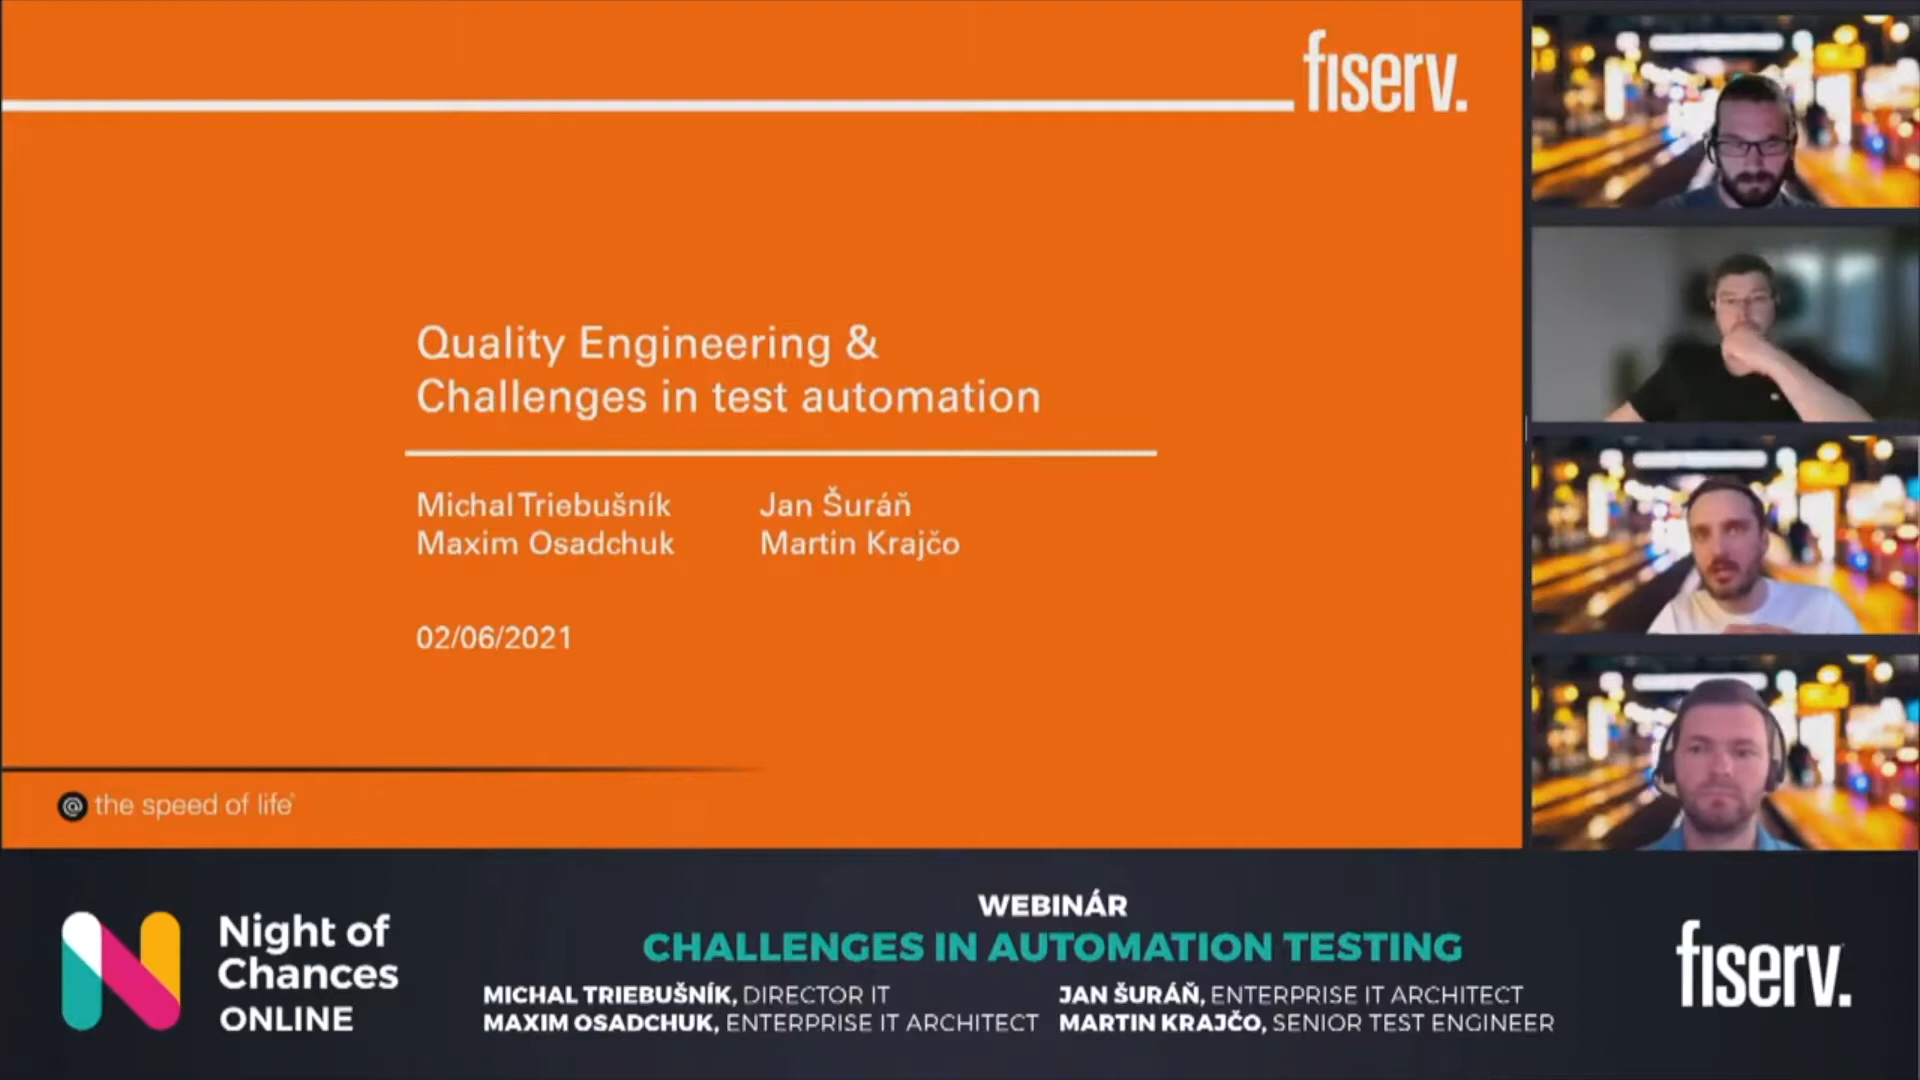 fiserv.
Quality Engineering &
Challenges in test automation
Michal Triebušník
Maxim Osadchuk
Jan Šuráň
Martin Krajčo
02/06/2021
@ the speed of life®
Night of
Chances
ONLINE
WEBINÁR
CHALLENGES IN AUTOMATION TESTING
MICHAL TRIEBUŠNÍK, DIRECTOR IT
MAXIM OSADCHUK, ENTERPRISE IT ARCHITECT
JAN ŠURÁŇ, ENTERPRISE IT ARCHITECT
MARTIN KRAJČO, SENIOR TEST ENGINEER
fiserv.